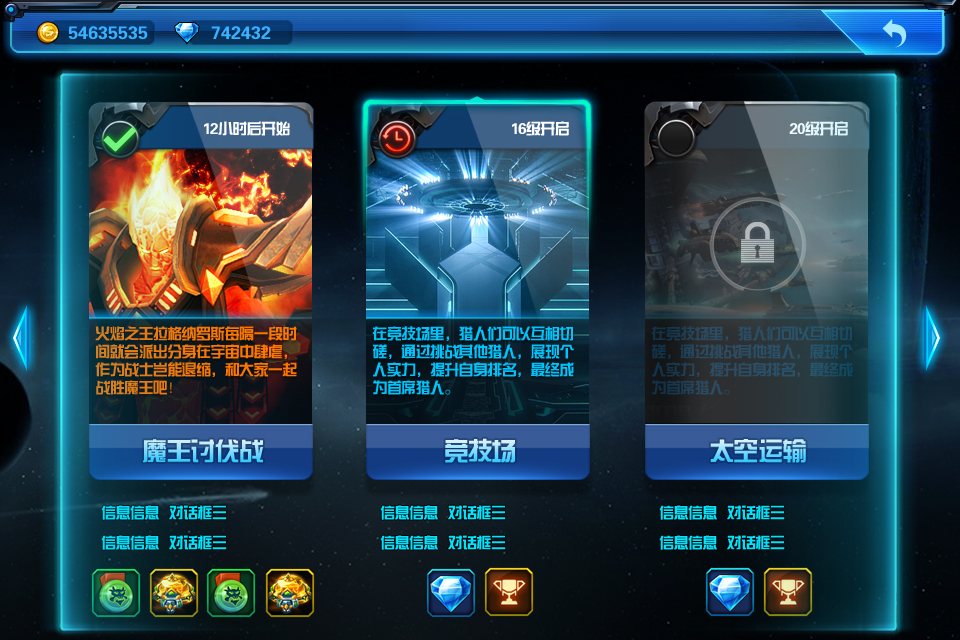 54635535 742432
12小时后开始
火焰之王拉格纳罗斯每隔一段时
间就会派出分身在宇宙中肆虐，
作为战士岂能退缩，和大家一起
战胜魔王吧！
魔王讨伐战
信息信息 对话框三
信息信息 对话框三
16级开启
在竞技场里，猎人们可以互相切
磋，通过挑战其他猎人，展现个
人实力，提升自身排名，最终成
为首席猎人。
竞技场
信息信息 对话框三
信息信息 对话框三
20级开启
在竞技场里，猎人们可以互相切
磋，通过挑战其他猎人，展现个
人实力，提升自身排名，最终成
为首席猎人。
太空运输
信息信息 对话框三
信息信息 对话框三